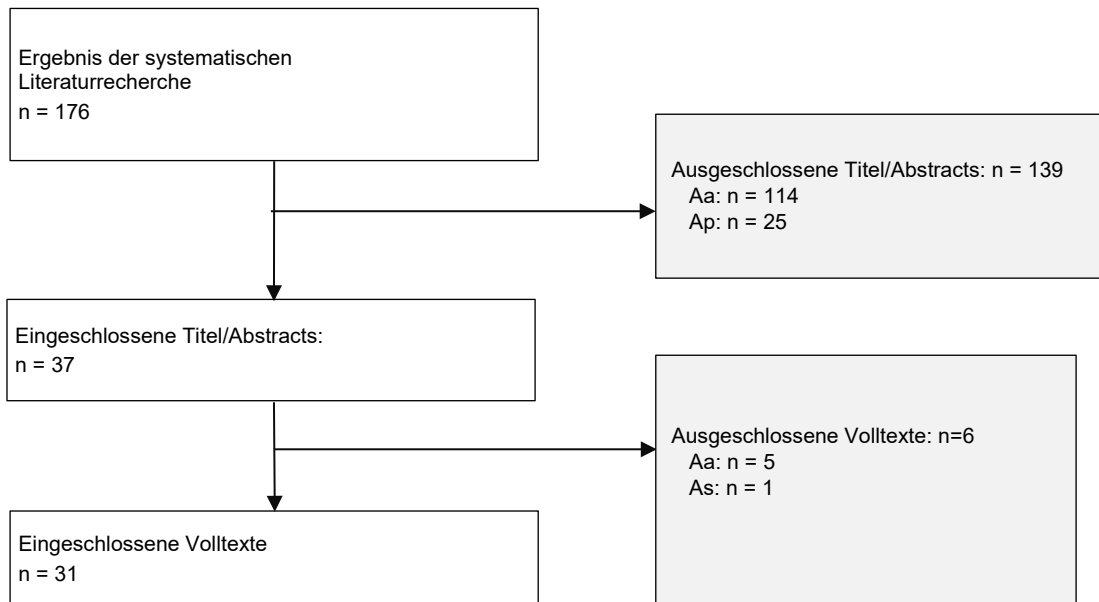 Ergebnis der systematischen
Literaturrecherche
n = 176
Ausgeschlossene Titel/Abstracts: n = 139
Aa: n = 114
Ap: n = 25
Eingeschlossene Titel/Abstracts:
n = 37
Ausgeschlossene Volltexte: n=6
Aa: n = 5
As: n = 1
Eingeschlossene Volltexte
n = 31